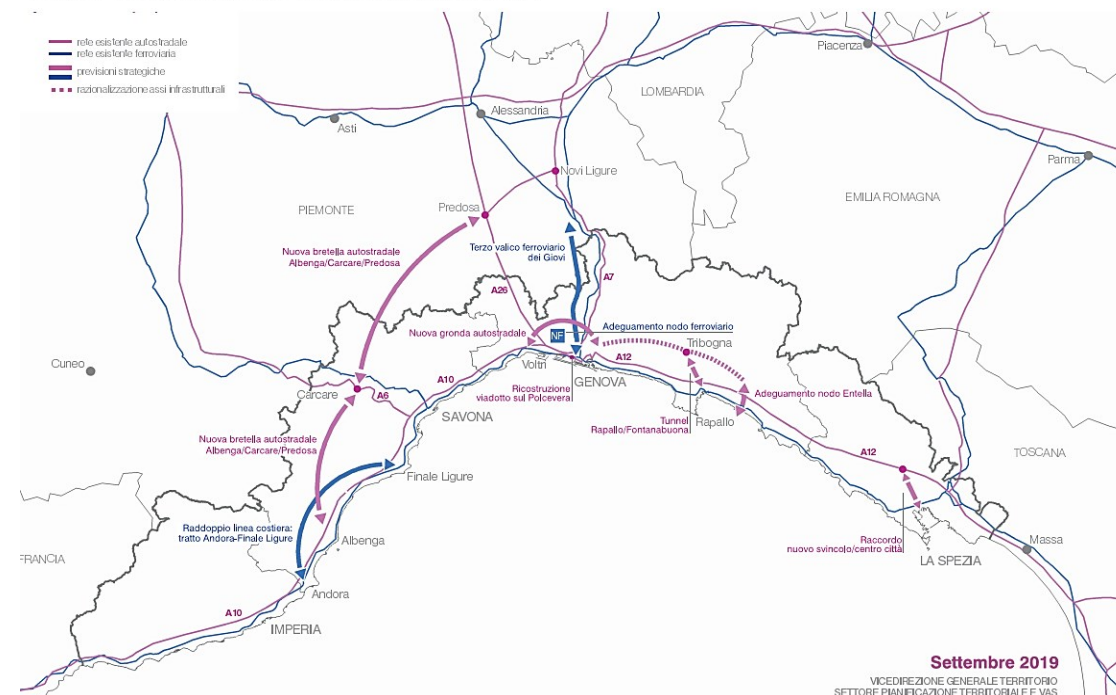 rete esistente autostradale
rete esistente ferroviaria
previsioni strategiche
razionalizzazione assi infrastrutturali
Piacenza
LOMBARDIA
Alessandria
Asti
Parma
Novi Ligure
EMILIA ROMAGNA
PIEMONTE
Predosa
Nuova bretella autostradale
Albenga/Carcare/Predosa
Terzo valico ferroviario
dei Giovi
A7
A26
Nuova gronda autostradale
NF
Adeguamento nodo ferroviario
Tribogna
Voltri
A12
Cuneo
GENOVA
A10
Carcare
A6
Ricostruzione
viadotto sul Polcevera
Adeguamento nodo Entella
SAVONA
Tunnel
Rapallo/Fontanabuona
Rapallo
Nuova bretella autostradale
Albenga/Carcare/Predosa
A12
TOSCANA
Finale Ligure
Raddoppio linea costiera:
tratto Andora-Finale Ligure
Albenga
Raccordo
nuovo svincolo/centro città
Massa
FRANCIA
LA SPEZIA
Andora
A10
IMPERIA
Settembre 2019
VICEDIREZIONE GENERALE TERRITORIO
SETTORE PIANIFICAZIONE TERRITORIALE E VAS